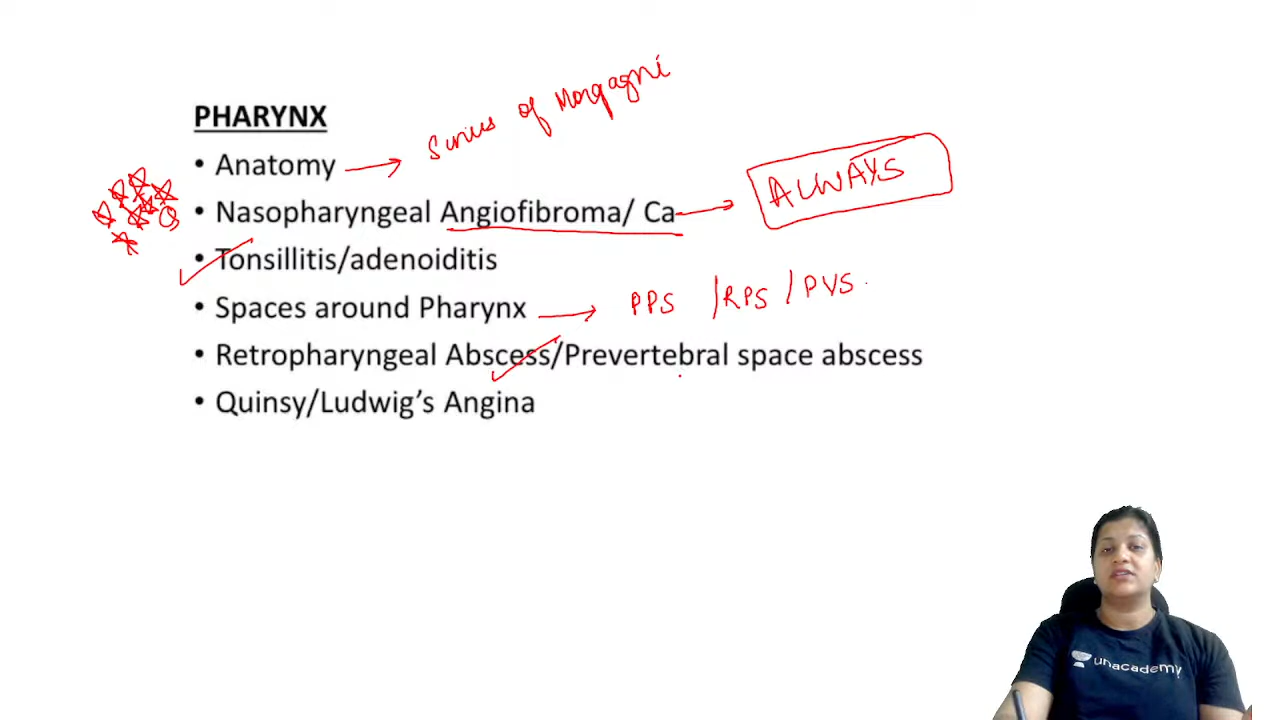 PHARYNX
• Anatomy → Sinus of Morgagni
• Nasopharyngeal Angiofibroma/ Ca → ALWAYS
• Tonsillitis/adenoiditis
• Spaces around Pharynx → PPS /RPS /PVS
• Retropharyngeal Abscess/Prevertebral space abscess
• Quinsy/Ludwig’s Angina
unacademy